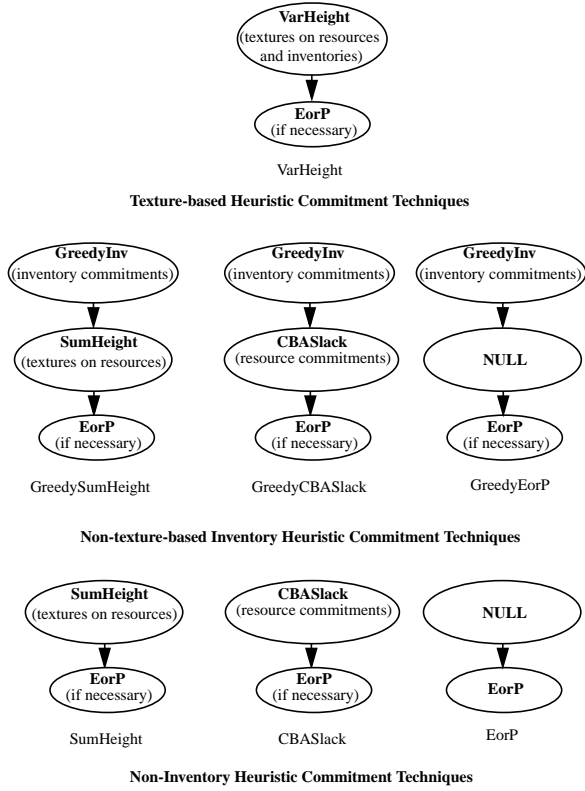 VarHeight
(textures on resources
and inventories)
EorP
(if necessary)
VarHeight
Texture-based Heuristic Commitment Techniques
GreedyInv
(inventory commitments)
SumHeight
(textures on resources)
EorP
(if necessary)
GreedySumHeight
GreedyInv
(inventory commitments)
CBASlack
(resource commitments)
EorP
(if necessary)
GreedyCBASlack
GreedyInv
(inventory commitments)
NULL
EorP
(if necessary)
GreedyEorP
Non-texture-based Inventory Heuristic Commitment Techniques
SumHeight
(textures on resources)
EorP
(if necessary)
SumHeight
CBASlack
(resource commitments)
EorP
(if necessary)
CBASlack
NULL
EorP
EorP
Non-Inventory Heuristic Commitment Techniques